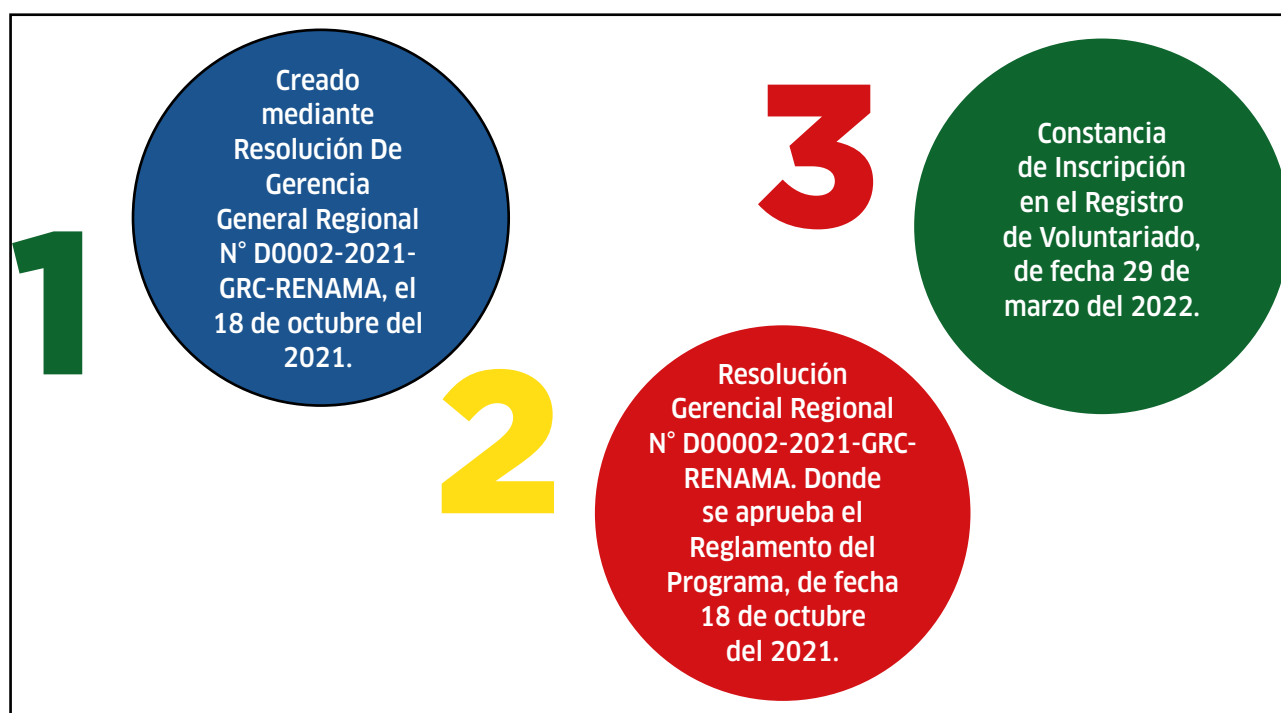 1
Creado
mediante
Resolución De
Gerencia
General Regional
N° D0002-2021-
GRC-RENAMA, el
18 de octubre del
2021.
2
Resolución
Gerencial Regional
N° D00002-2021-GRC-
RENAMA. Donde
se aprueba el
Reglamento del
Programa, de fecha
18 de octubre
del 2021.
3
Constancia
de Inscripción
en el Registro
de Voluntariado,
de fecha 29 de
marzo del 2022.